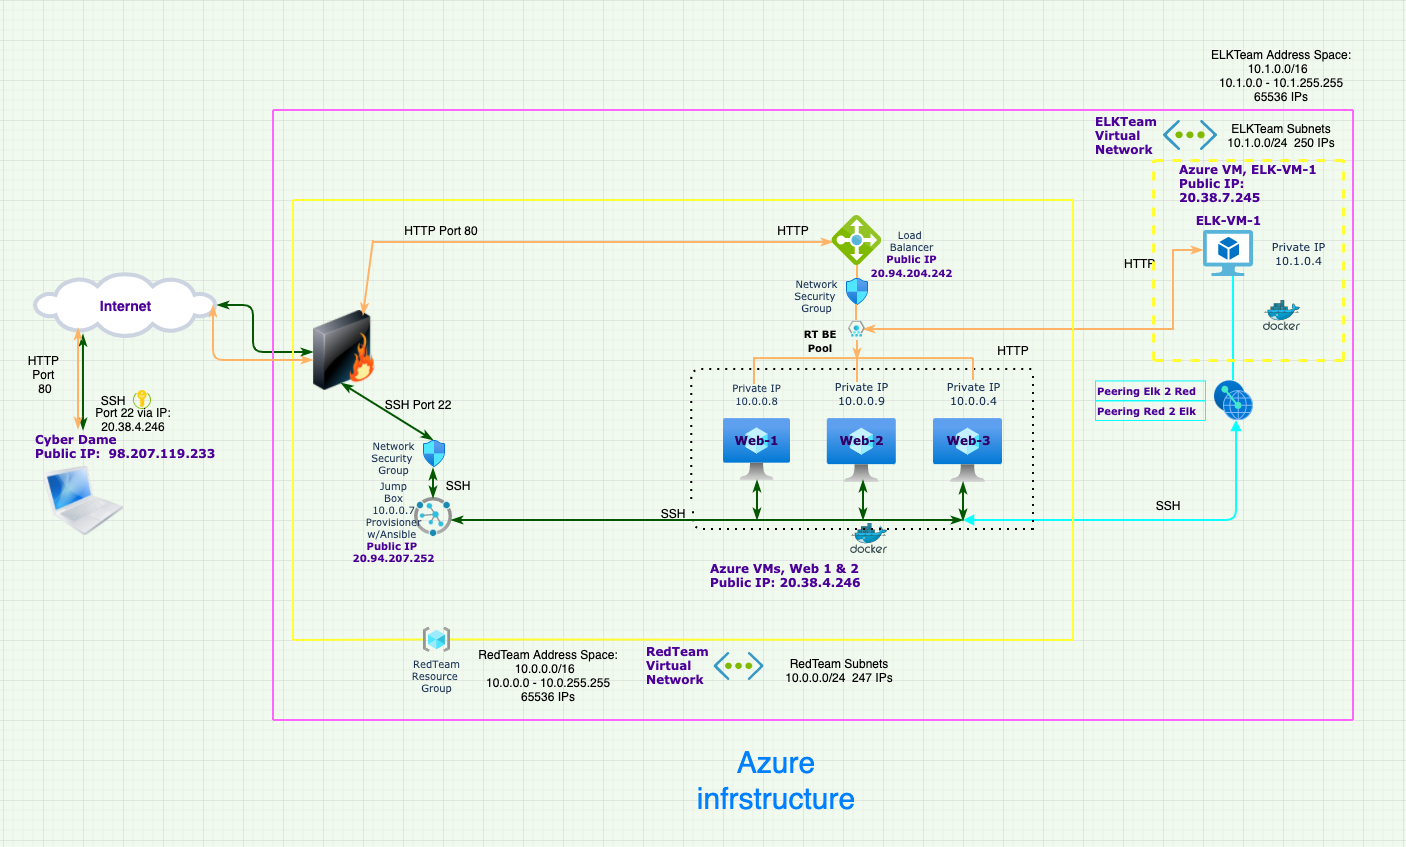 ELKTeam Address Space:
10.1.0.0/16
10.1.0.0 - 10.1.255.255
65536 IPs
ELKTeam
Virtual
Network
ELKTeam Subnets
10.1.0.0/24 250 IPs
Azure VM, ELK-VM-1
Public IP:
20.38.7.245
ELK-VM-1
Private IP
10.1.0.4
HTTP
docker
HTTP Port 80
HTTP
Load
Balancer
Public IP
20.94.204.242
Network
Security
Group
RT BE
Pool
HTTP
Internet
HTTP
Port
80
SSH
Port 22 via IP:
20.38.4.246
Cyber Dame
Public IP: 98.207.119.233
SSH Port 22
Network
Security
Group
SSH
Jump
Box
10.0.0.7
Provisioner
w/Ansible
Public IP
20.94.207.252
Private IP
10.0.0.8
Private IP
10.0.0.9
Private IP
10.0.0.4
Web-1
Web-2
Web-3
SSH
docker
Azure VMs, Web 1 & 2
Public IP: 20.38.4.246
Peering Elk 2 Red
Peering Red 2 Elk
SSH
RedTeam
Resource
Group
RedTeam Address Space:
10.0.0.0/16
10.0.0.0 - 10.0.255.255
65536 IPs
RedTeam
Virtual
Network
RedTeam Subnets
10.0.0.0/24 247 IPs
Azure
infrstructure